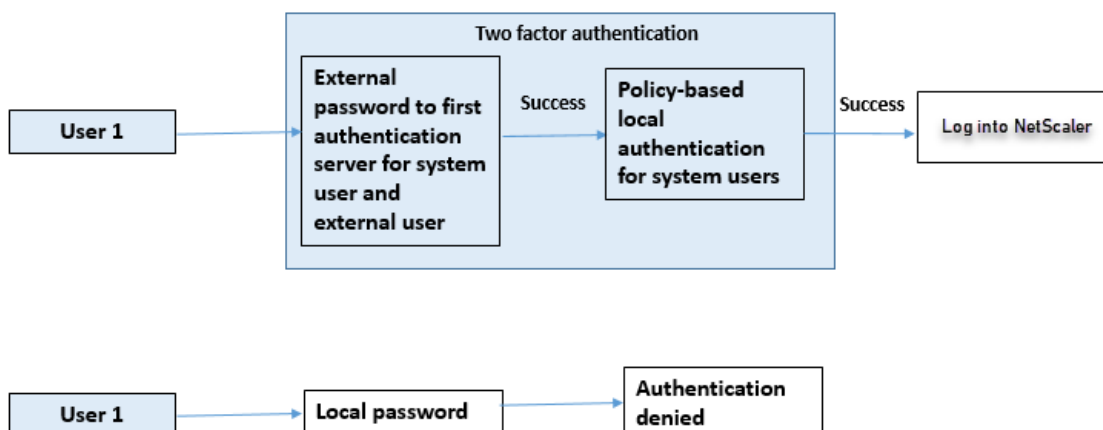 Two factor authentication
User 1
External
password to first
authentication
server for system
user and
external user
Success
Policy-based
local
authentication
for system users
Success
Log into NetScaler
User 1
Local password
Authentication
denied